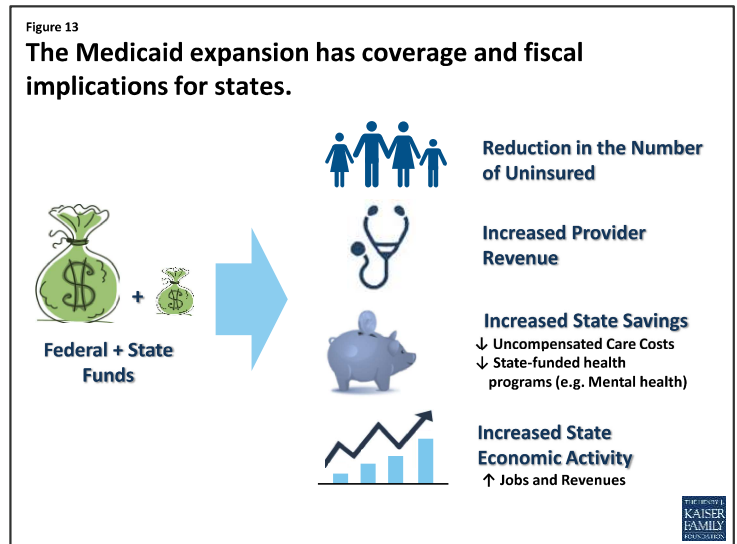 Figure 13
The Medicaid expansion has coverage and fiscal
implications for states.
Reduction in the Number
of Uninsured
$
+
$
Federal + State
Funds
Increased Provider
Revenue
Increased State Savings
↓ Uncompensated Care Costs
↓ State-funded health
programs (e.g. Mental health)
Increased State
Economic Activity
↑ Jobs and Revenues
THE HENRY J.
KAISER
FAMILY
FOUNDATION